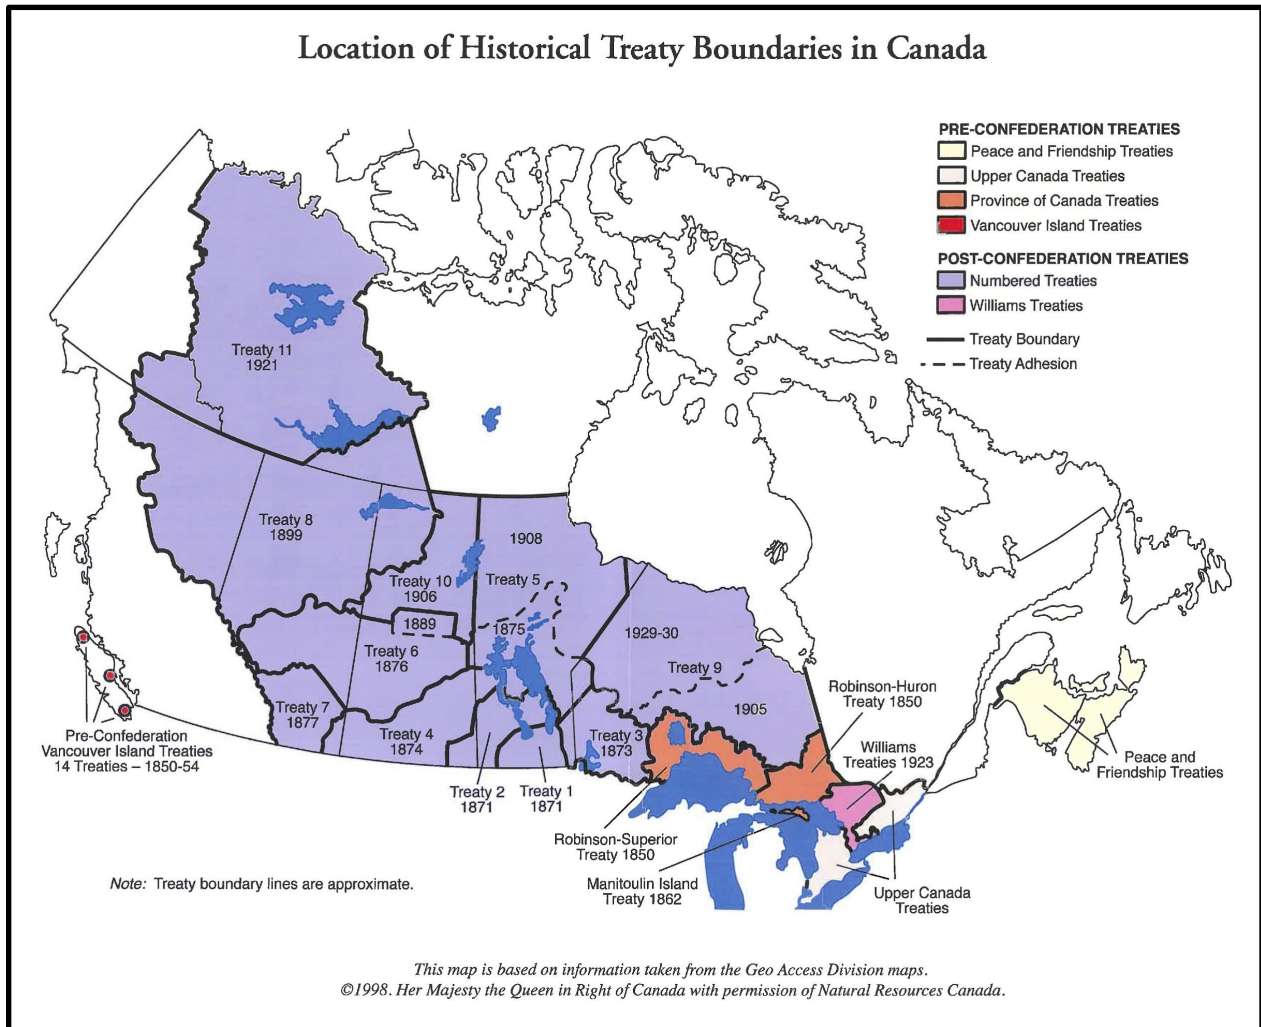 Location of Historical Treaty Boundaries in Canada
PRE-CONFEDERATION TREATIES
Peace and Friendship Treaties
Upper Canada Treaties
Province of Canada Treaties
Vancouver Island Treaties
POST-CONFEDERATION TREATIES
Numbered Treaties
Williams Treaties
Treaty Boundary
Treaty Adhesion
Treaty 11
1921
Treaty 8
1899
1908
Treaty 5
Treaty 10
1906
1889
1875
1929-30
Treaty 6
1876
Treaty 9
1905
Treaty 7
1877
Treaty 4
1874
Treaty 3
1873
Treaty 2
1871
Treaty 1
1871
Pre-Confederation
Vancouver Island Treaties
14 Treaties – 1850-54
Robinson-Huron
Treaty 1850
Williams
Treaties 1923
Peace and
Friendship Treaties
Robinson-Superior
Treaty 1850
Manitoulin Island
Treaty 1862
Upper Canada
Treaties
Note: Treaty boundary lines are approximate.
This map is based on information taken from the Geo Access Division maps.
©1998. Her Majesty the Queen in Right of Canada with permission of Natural Resources Canada.